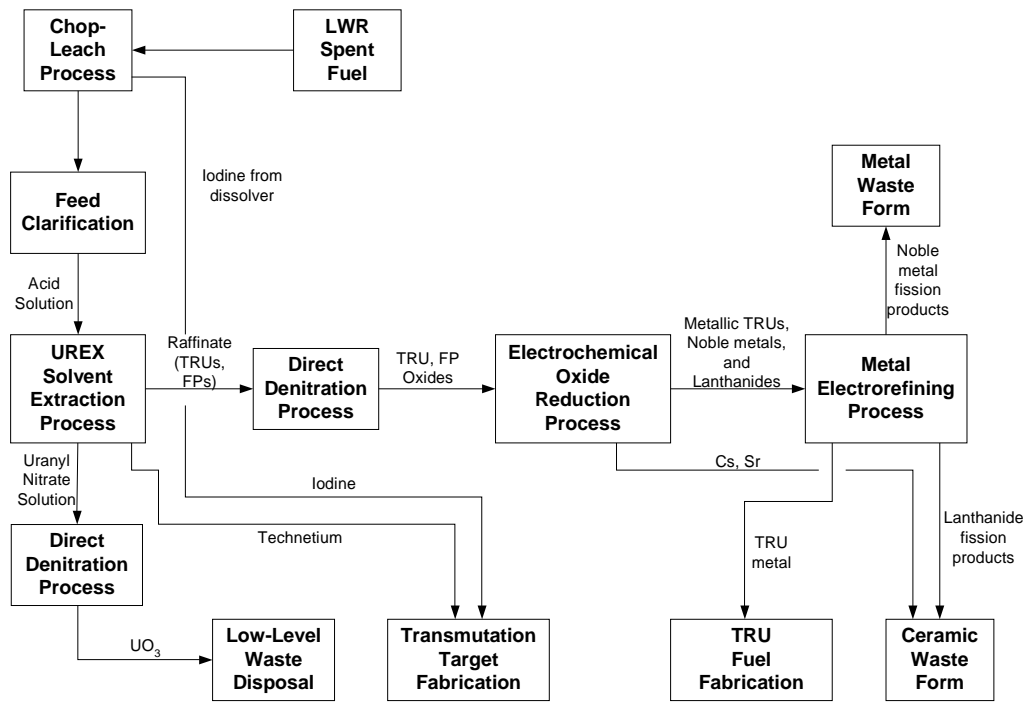 Chop-
Leach
Process
LWR
Spent
Fuel
Iodine from
dissolver
Feed
Clarification
Metal
Waste
Form
Acid
Solution
Noble
metal
fission
products
UREX
Solvent
Extraction
Process
Raffinate
(TRUs,
FPs)
Direct
Denitration
Process
TRU, FP
Oxides
Electrochemical
Oxide
Reduction
Process
Metallic TRUs,
Noble metals,
and
Lanthanides
Metal
Electrorefining
Process
Uranyl
Nitrate
Solution
Iodine
Cs, Sr
Technetium
TRU
metal
Lanthanide
fission
products
Direct
Denitration
Process
UO3
Low-Level
Waste
Disposal
Transmutation
Target
Fabrication
TRU
Fuel
Fabrication
Ceramic
Waste
Form